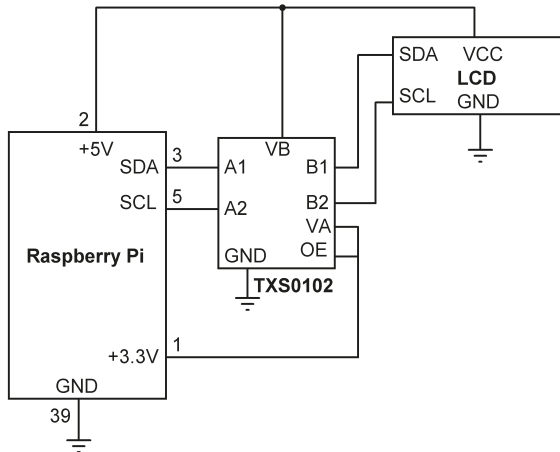 SDA VCC
LCD
SCL
GND
2
+5V
VB
SDA 3 A1 B1
SCL 5 A2 B2
VA
Raspberry Pi GND OE
TXS0102
+3.3V 1
GND
39